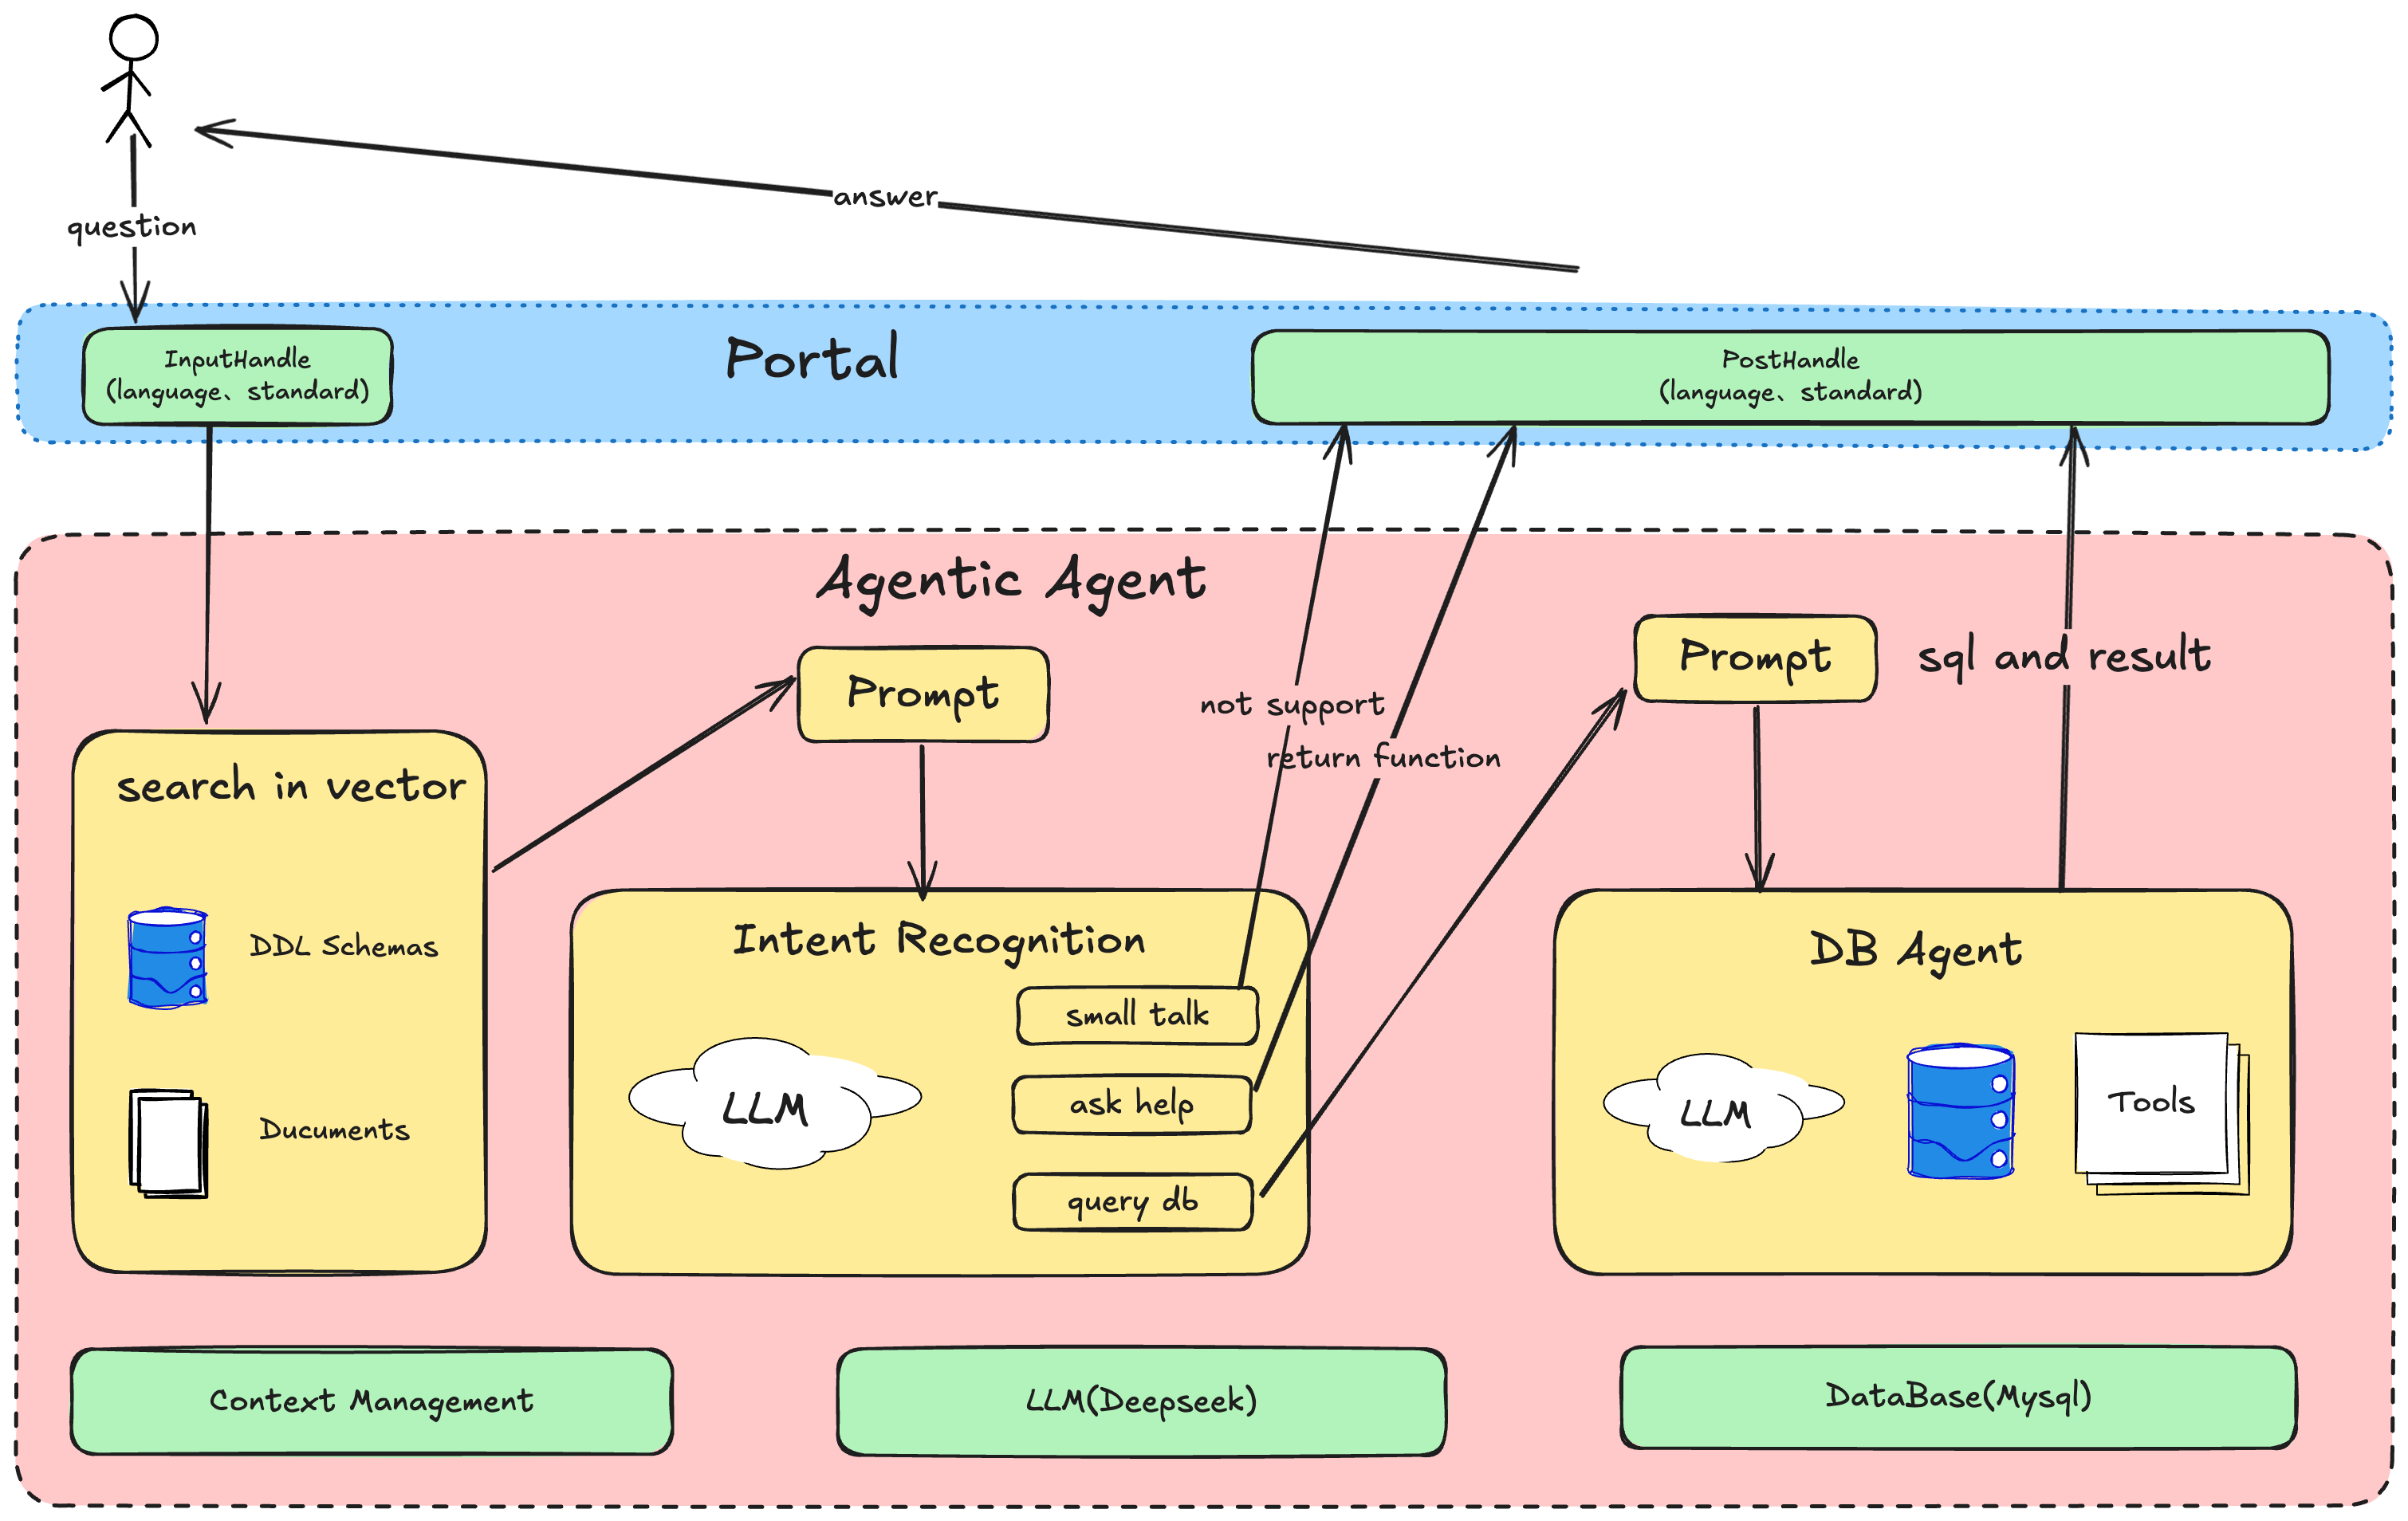 question
answer
InputHandle
(language、standard)
Portal
PostHandle
(language、standard)
Agentic Agent
Prompt
Prompt
sql and result
not support
return function
search in vector
DDL Schemas
Ducuments
Intent Recognition
LLM
small talk
ask help
query db
DB Agent
LLM
Tools
Context Management
LLM(Deepseek)
DataBase(Mysql)